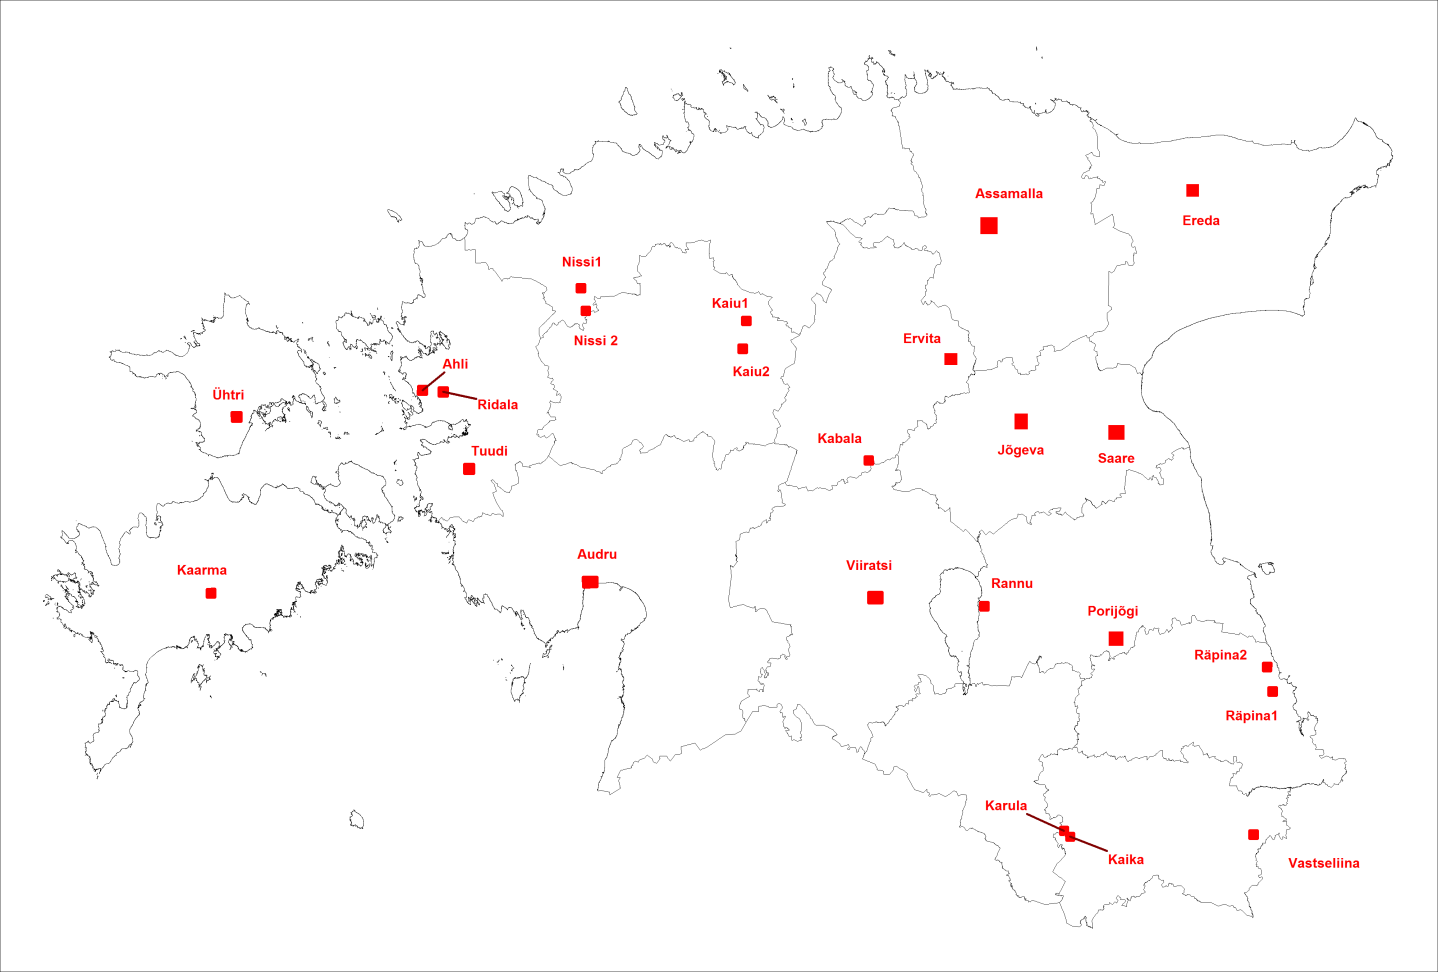 Assamalla
Ereda
Nissi1
Kaiu1
Nissi 2
Ervita
Ahli
Kaiu2
Ühtri
Ridala
Kabala
Tuudi
Jõgeva
Saare
Audru
Viiratsi
Kaarma
Rannu
Porijõgi
Räpina2
Räpina1
Karula
Kaika
Vastseliina